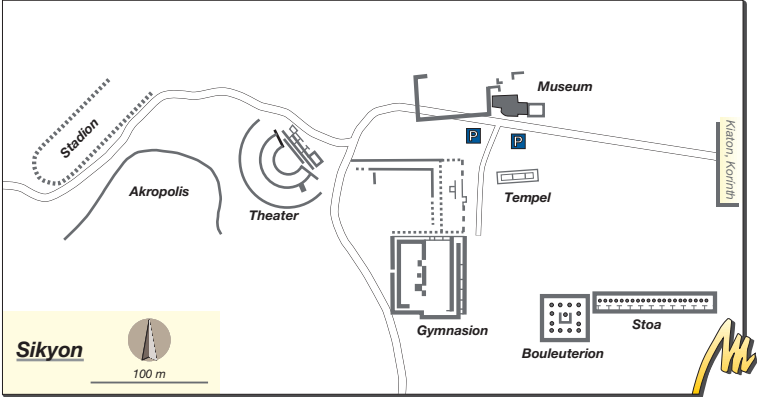 Museum
Stadion
P
P
Kiaton, Korinth
Akropolis
Theater
Tempel
Gymnasion
Stoa
Bouleuterion
Sikyon
100 m